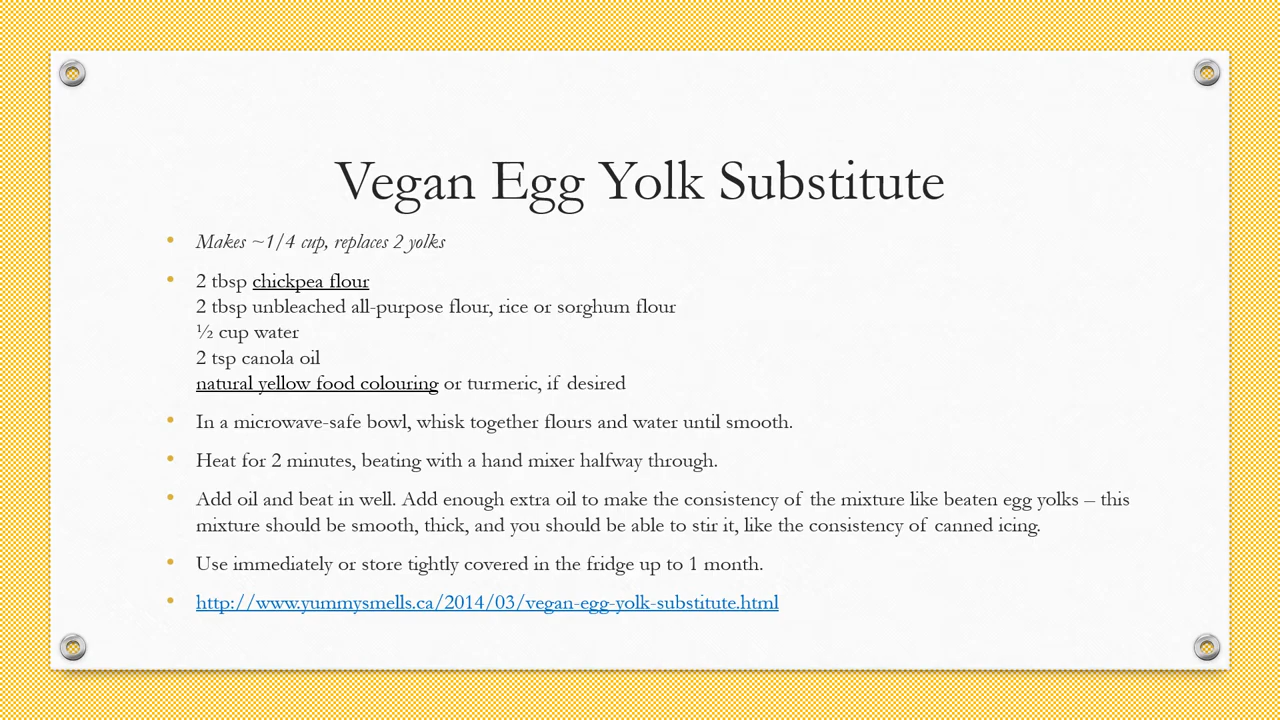 Vegan Egg Yolk Substitute
• Makes ~1/4 cup, replaces 2 yolks
• 2 tbsp chickpea flour
2 tbsp unbleached all-purpose flour, rice or sorghum flour
½ cup water
2 tsp canola oil
natural yellow food colouring or turmeric, if desired
• In a microwave-safe bowl, whisk together flours and water until smooth.
• Heat for 2 minutes, beating with a hand mixer halfway through.
• Add oil and beat in well. Add enough extra oil to make the consistency of the mixture like beaten egg yolks – this
mixture should be smooth, thick, and you should be able to stir it, like the consistency of canned icing.
• Use immediately or store tightly covered in the fridge up to 1 month.
• http://www.yummysmells.ca/2014/03/vegan-egg-yolk-substitute.html